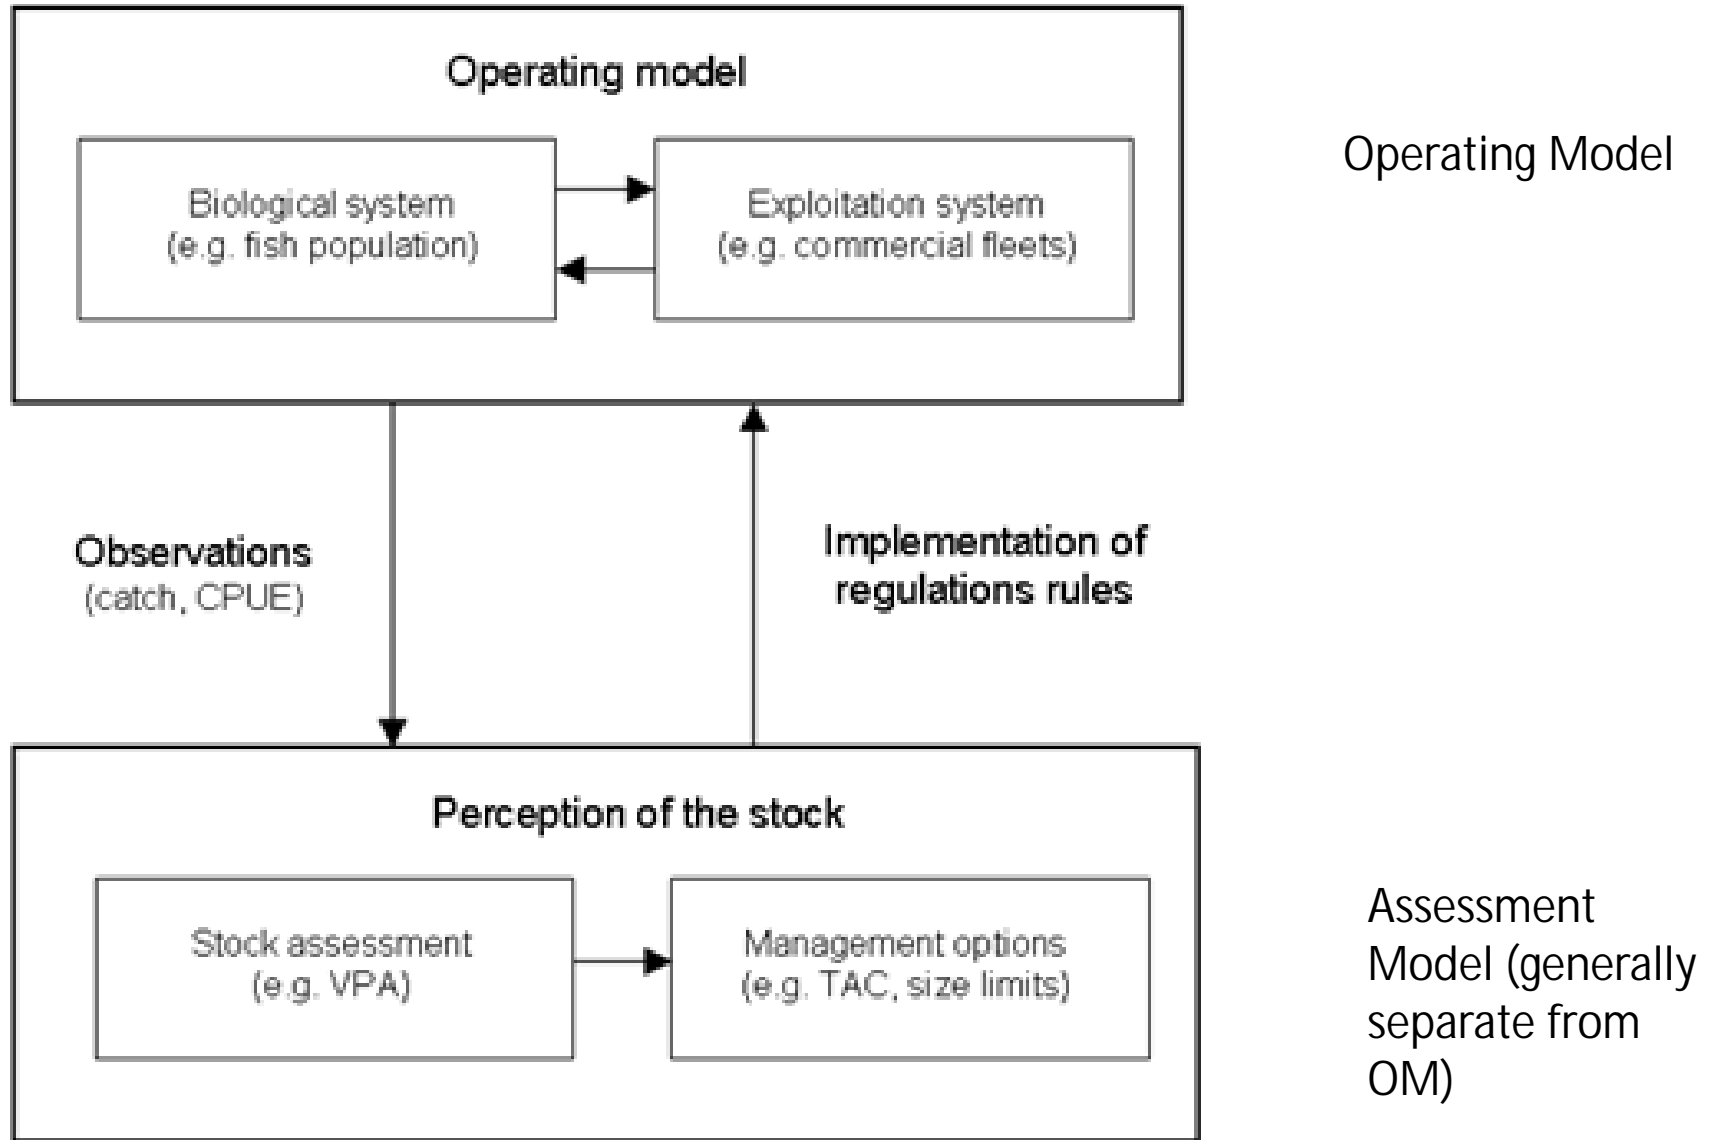 Operating model
Operating Model
Biological system
(e.g. fish population)
Exploitation system
(e.g. commercial fleets)
Observations
(catch, CPUE)
Implementation of
regulations rules
Perception of the stock
Stock assessment
(e.g. VPA)
Management options
(e.g. TAC, size limits)
Assessment
Model (generally
separate from
OM)